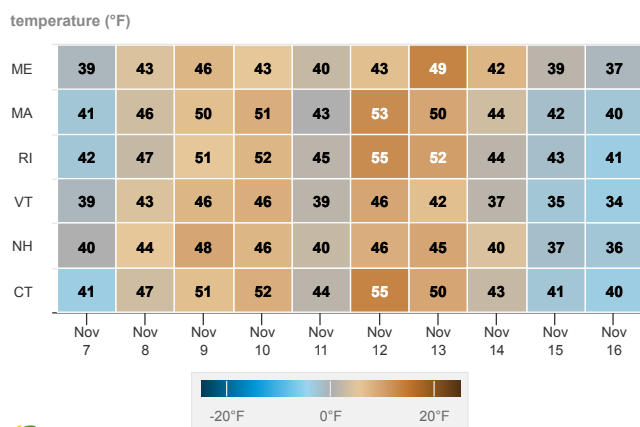 temperature (°F)
ME 39 43 46 43 40 43 49 42 39 37
MA 41 46 50 51 43 53 50 44 42 40
RI 42 47 51 52 45 55 52 44 43 41
VT 39 43 46 46 39 46 42 37 35 34
NH 40 44 48 46 40 46 45 40 37 36
CT 41 47 51 52 44 55 50 43 41 40
Nov Nov Nov Nov Nov Nov Nov Nov Nov Nov
7 8 9 10 11 12 13 14 15 16
-20°F 0°F 20°F